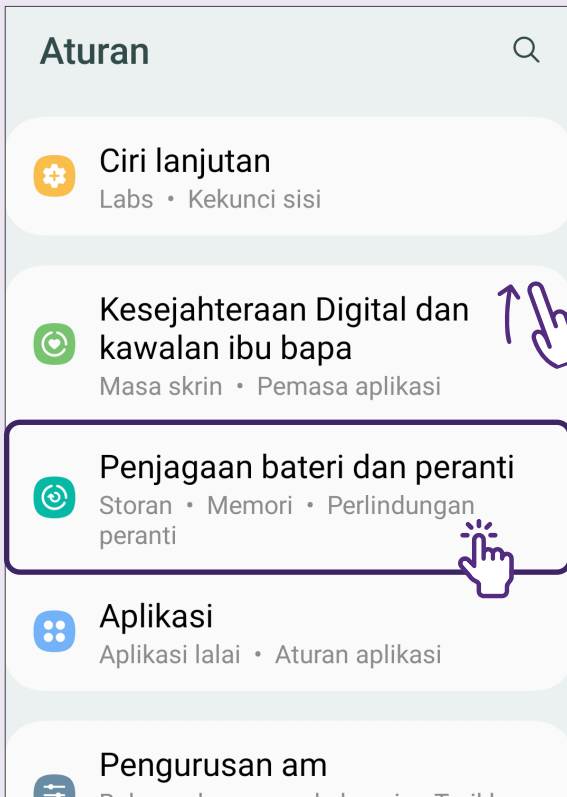 Aturan
Ciri lanjutan
Labs • Kekunci sisi
Kesejahteraan Digital dan
kawalan ibu bapa
Masa skrin • Pemasa aplikasi
Penjagaan bateri dan peranti
Storan • Memori • Perlindungan
peranti
Aplikasi
Aplikasi lalai • Aturan aplikasi
Pengurusan am